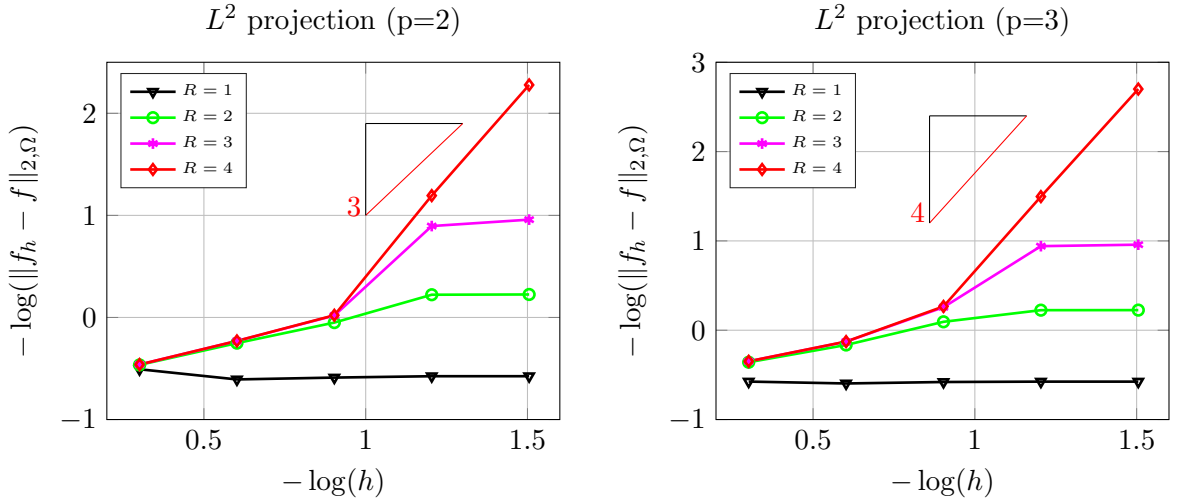 L² projection (p=2)
R = 1
R = 2
R = 3
R = 4
3
2
1
0
−1
0.5 1 1.5
− log(h)
− log(∥f_h − f∥_{2,Ω})
L² projection (p=3)
R = 1
R = 2
R = 3
R = 4
4
3
2
1
0
−1
0.5 1 1.5
− log(h)
− log(∥f_h − f∥_{2,Ω})